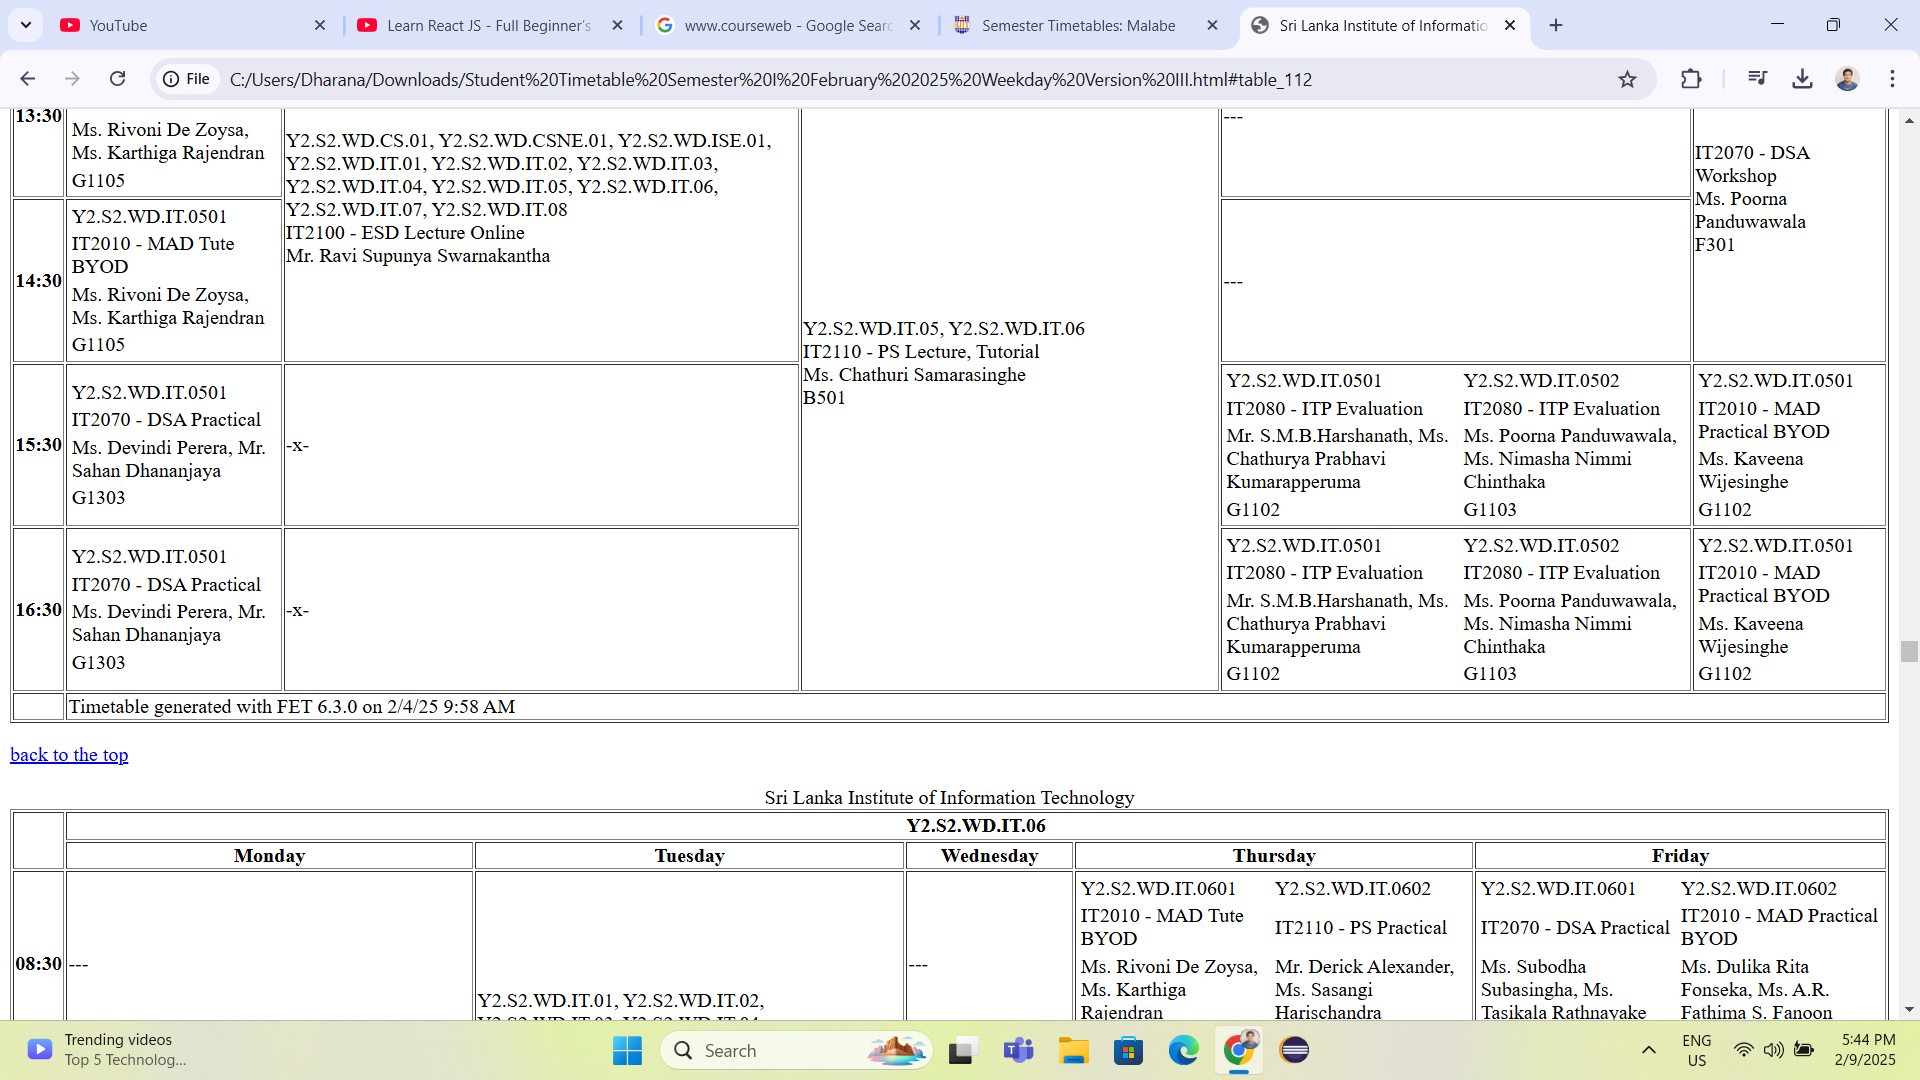 YouTube
Learn React JS - Full Beginner's
www.courseweb - Google Searc
Semester Timetables: Malabe
Sri Lanka Institute of Informatio
File
C:/Users/Dharana/Downloads/Student%20Timetable%20Semester%20I%20February%202025%20Weekday%20Version%20III.html#table_112
13:30
Ms. Rivoni De Zoysa,
Ms. Karthiga Rajendran
G1105
Y2.S2.WD.CS.01, Y2.S2.WD.CSNE.01, Y2.S2.WD.ISE.01,
Y2.S2.WD.IT.01, Y2.S2.WD.IT.02, Y2.S2.WD.IT.03,
Y2.S2.WD.IT.04, Y2.S2.WD.IT.05, Y2.S2.WD.IT.06,
Y2.S2.WD.IT.07, Y2.S2.WD.IT.08
IT2100 - ESD Lecture Online
Mr. Ravi Supunya Swarnakantha
Y2.S2.WD.IT.05, Y2.S2.WD.IT.06
IT2110 - PS Lecture, Tutorial
Ms. Chathuri Samarasinghe
B501
---
IT2070 - DSA
Workshop
Ms. Poorna
Panduwawala
F301
14:30
Y2.S2.WD.IT.0501
IT2010 - MAD Tute
BYOD
Ms. Rivoni De Zoysa,
Ms. Karthiga Rajendran
G1105
---
15:30
Y2.S2.WD.IT.0501
IT2070 - DSA Practical
Ms. Devindi Perera, Mr.
Sahan Dhananjaya
G1303
-x-
Y2.S2.WD.IT.0501
IT2080 - ITP Evaluation
Mr. S.M.B.Harshanath, Ms.
Chathurya Prabhavi
Kumarapperuma
G1102
Y2.S2.WD.IT.0502
IT2080 - ITP Evaluation
Ms. Poorna Panduwawala,
Ms. Nimasha Nimmi
Chinthaka
G1103
Y2.S2.WD.IT.0501
IT2010 - MAD
Practical BYOD
Ms. Kaveena
Wijesinghe
G1102
16:30
Y2.S2.WD.IT.0501
IT2070 - DSA Practical
Ms. Devindi Perera, Mr.
Sahan Dhananjaya
G1303
-x-
Y2.S2.WD.IT.0501
IT2080 - ITP Evaluation
Mr. S.M.B.Harshanath, Ms.
Chathurya Prabhavi
Kumarapperuma
G1102
Y2.S2.WD.IT.0502
IT2080 - ITP Evaluation
Ms. Poorna Panduwawala,
Ms. Nimasha Nimmi
Chinthaka
G1103
Y2.S2.WD.IT.0501
IT2010 - MAD
Practical BYOD
Ms. Kaveena
Wijesinghe
G1102
Timetable generated with FET 6.3.0 on 2/4/25 9:58 AM
back to the top
Sri Lanka Institute of Information Technology
Y2.S2.WD.IT.06
Monday
Tuesday
Wednesday
Thursday
Friday
08:30
---
Y2.S2.WD.IT.01, Y2.S2.WD.IT.02,
Y2.S2.WD.IT.03, Y2.S2.WD.IT.04
---
Y2.S2.WD.IT.0601
IT2010 - MAD Tute
BYOD
Ms. Rivoni De Zoysa,
Ms. Karthiga
Rajendran
Y2.S2.WD.IT.0602
IT2110 - PS Practical
Mr. Derick Alexander,
Ms. Sasangi
Harischandra
Y2.S2.WD.IT.0601
IT2070 - DSA Practical
Ms. Subodha
Subasingha, Ms.
Tasikala Rathnayake
Y2.S2.WD.IT.0602
IT2010 - MAD Practical
BYOD
Ms. Dulika Rita
Fonseka, Ms. A.R.
Fathima S. Fanoon
Trending videos
Top 5 Technolog...
Search
ENG
US
5:44 PM
2/9/2025